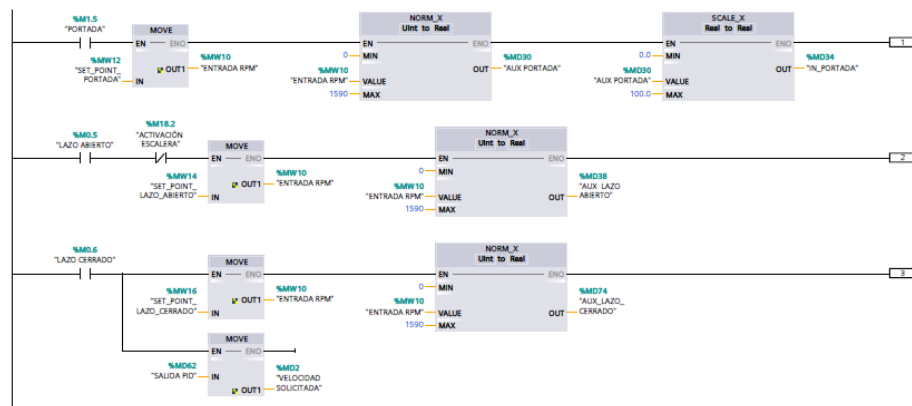 %M1.5
"PORTADA"
MOVE
EN ENO
%MW12
"SET_POINT_
PORTADA"
IN
OUT1
%MW10
"ENTRADA RPM"
NORM_X
UInt to Real
EN ENO
0 MIN
%MW10
"ENTRADA RPM" VALUE
1590 MAX
OUT
%MD30
"AUX PORTADA"
SCALE_X
Real to Real
EN ENO
0.0 MIN
%MD30
"AUX PORTADA" VALUE
100.0 MAX
OUT
%MD34
"IN_PORTADA"
1
%M0.5
"LAZO ABIERTO"
%M18.2
"ACTIVACIÓN
ESCALERA"
MOVE
EN ENO
%MW14
"SET_POINT_
LAZO_ABIERTO"
IN
OUT1
%MW10
"ENTRADA RPM"
NORM_X
UInt to Real
EN ENO
0 MIN
%MW10
"ENTRADA RPM" VALUE
1590 MAX
OUT
%MD38
"AUX LAZO
ABIERTO"
2
%M0.6
"LAZO CERRADO"
MOVE
EN ENO
%MW16
"SET_POINT_
LAZO_CERRADO"
IN
OUT1
%MW10
"ENTRADA RPM"
NORM_X
UInt to Real
EN ENO
0 MIN
%MW10
"ENTRADA RPM" VALUE
1590 MAX
OUT
%MD74
"AUX_LAZO_
CERRADO"
3
MOVE
EN ENO
%MD62
"SALIDA PID"
IN
OUT1
%MD2
"VELOCIDAD
SOLICITADA"